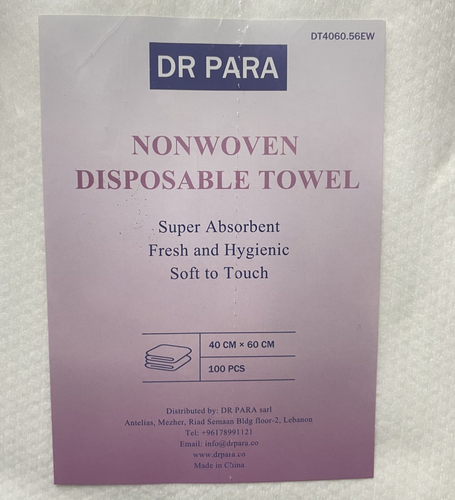 DT4060.56EW
DR PARA
NONWOVEN
DISPOSABLE TOWEL
Super Absorbent
Fresh and Hygienic
Soft to Touch
40 CM × 60 CM
100 PCS
Distributed by: DR PARA sarl
Antelias, Mezher, Riad Semaan Bldg floor-2, Lebanon
Tel: +96178991121
Email: info@drpara.co
www.drpara.co
Made in China